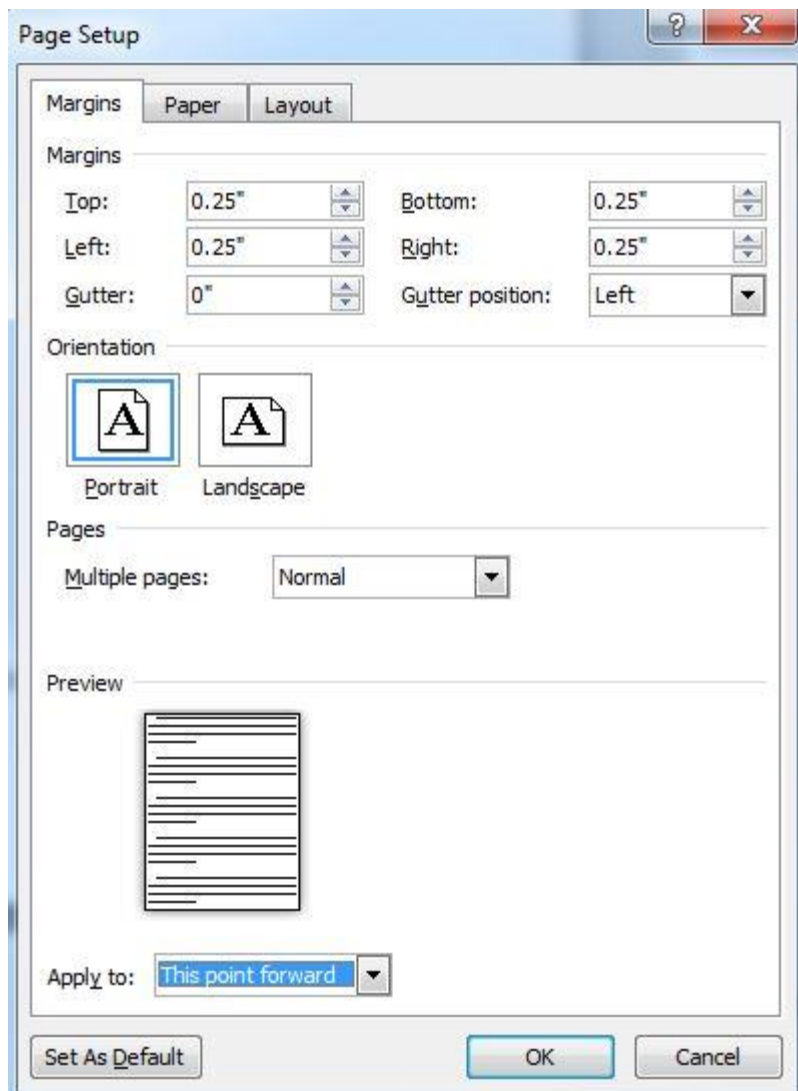 Page Setup
? X
Margins Paper Layout
Margins
Top: 0.25" Bottom: 0.25"
Left: 0.25" Right: 0.25"
Gutter: 0" Gutter position: Left
Orientation
A A
Portrait Landscape
Pages
Multiple pages: Normal
Preview
Apply to: This point forward
Set As Default OK Cancel